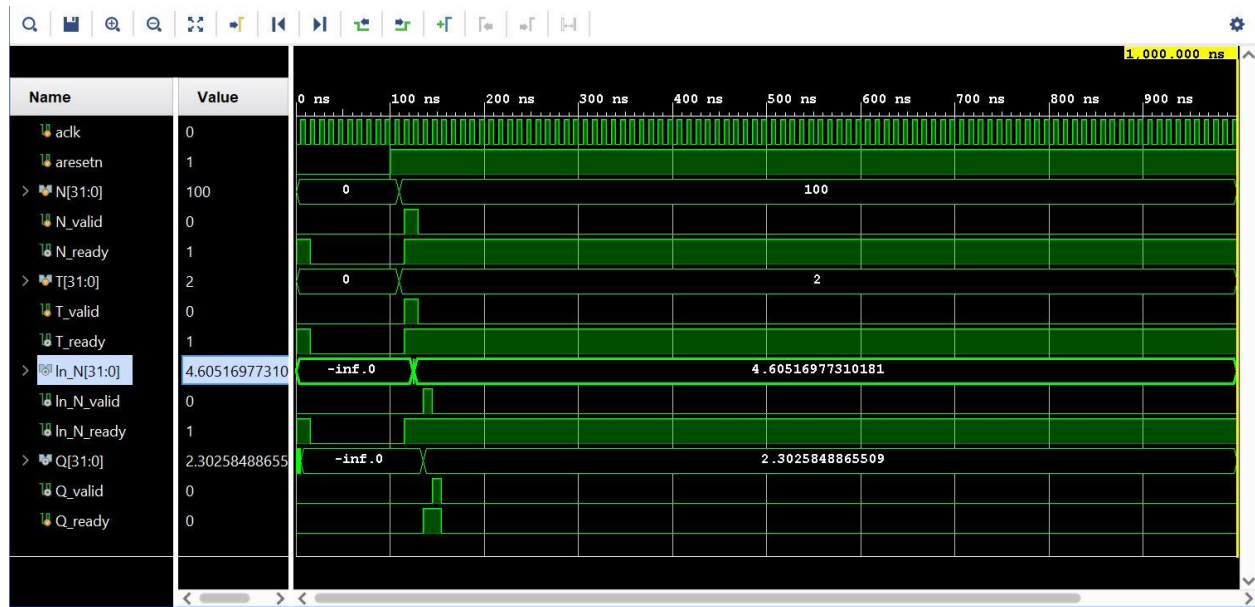 1,000.000 ns
Name Value 0 ns 100 ns 200 ns 300 ns 400 ns 500 ns 600 ns 700 ns 800 ns 900 ns
aclk 0
aresetn 1
N[31:0] 100 0 100
N_valid 0
N_ready 1
T[31:0] 2 0 2
T_valid 0
T_ready 1
ln_N[31:0] 4.60516977310 -inf.0 4.60516977310181
ln_N_valid 0
ln_N_ready 1
Q[31:0] 2.30258488655 -inf.0 2.3025848865509
Q_valid 0
Q_ready 0